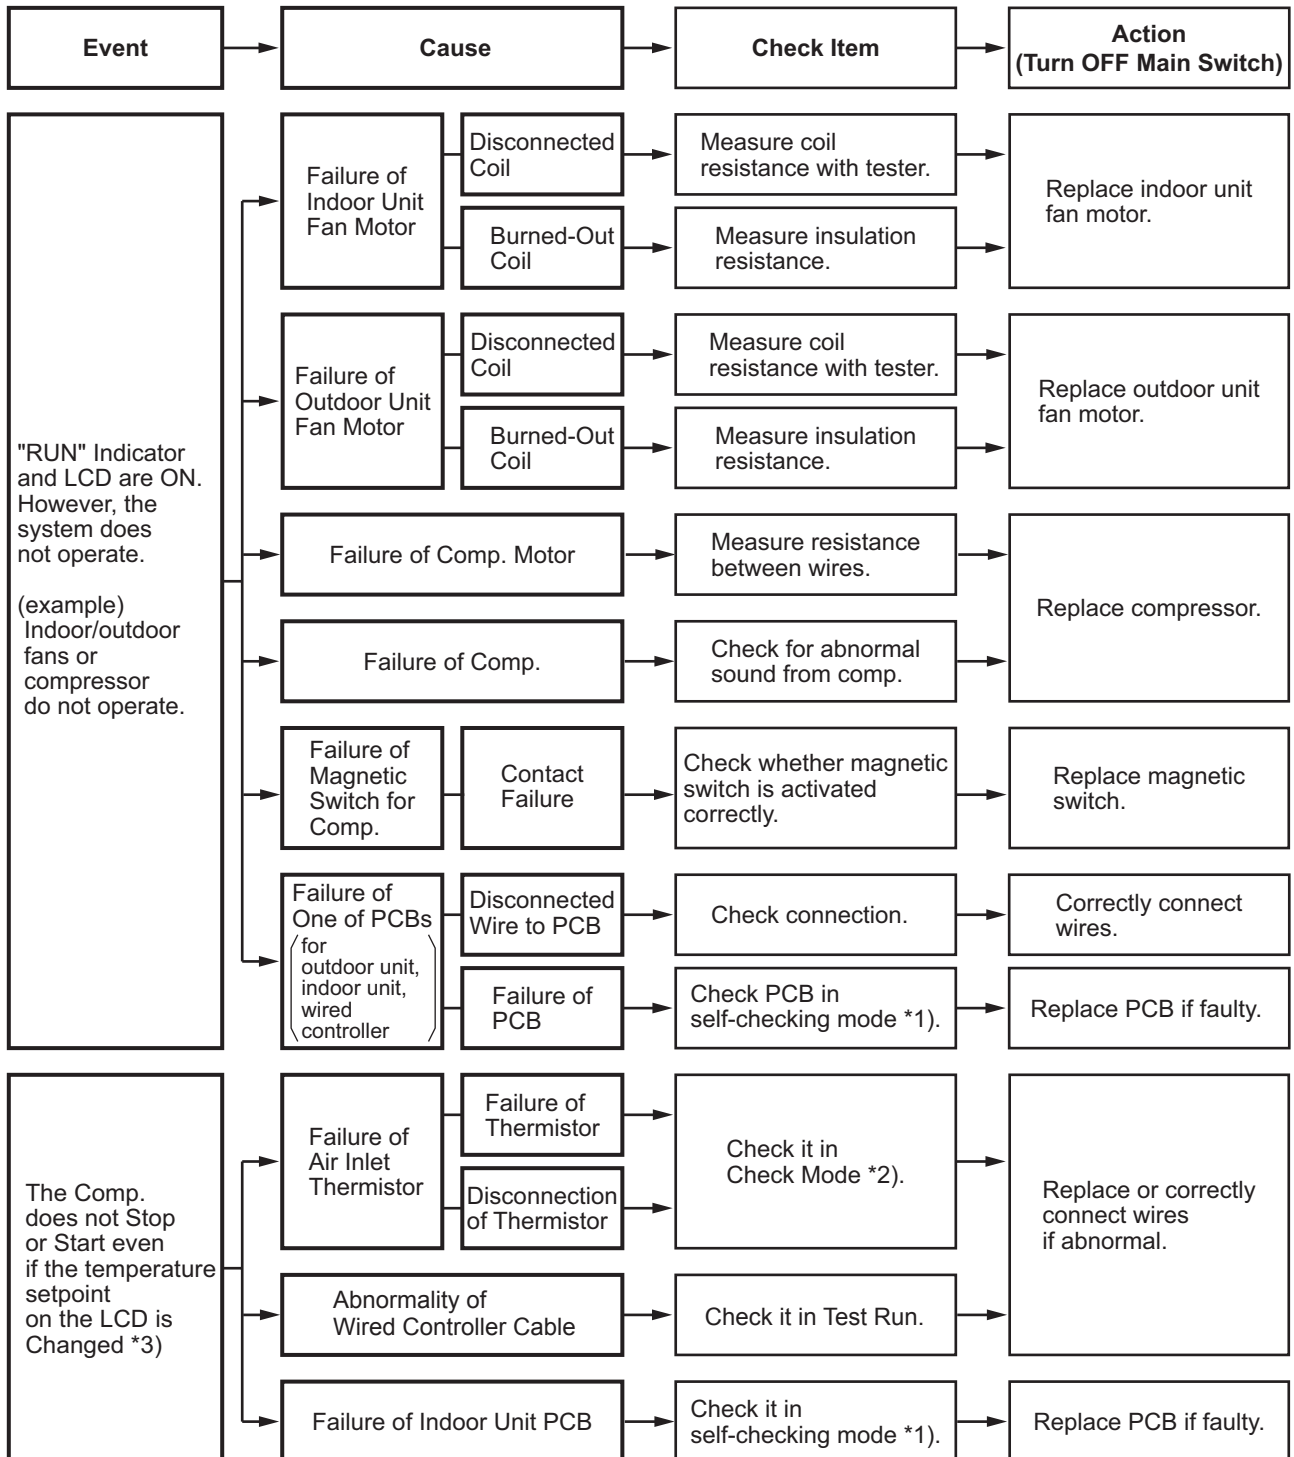 Event
Cause
Check Item
Action
(Turn OFF Main Switch)
"RUN" Indicator
and LCD are ON.
However, the
system does
not operate.
(example)
Indoor/outdoor
fans or
compressor
do not operate.
Failure of
Indoor Unit
Fan Motor
Disconnected
Coil
Measure coil
resistance with tester.
Burned-Out
Coil
Measure insulation
resistance.
Replace indoor unit
fan motor.
Failure of
Outdoor Unit
Fan Motor
Disconnected
Coil
Measure coil
resistance with tester.
Burned-Out
Coil
Measure insulation
resistance.
Replace outdoor unit
fan motor.
Failure of Comp. Motor
Measure resistance
between wires.
Failure of Comp.
Check for abnormal
sound from comp.
Replace compressor.
Failure of
Magnetic
Switch for
Comp.
Contact
Failure
Check whether magnetic
switch is activated
correctly.
Replace magnetic
switch.
Failure of
One of PCBs
for
outdoor unit,
indoor unit,
wired
controller
Disconnected
Wire to PCB
Check connection.
Correctly connect
wires.
Failure of
PCB
Check PCB in
self-checking mode *1).
Replace PCB if faulty.
The Comp.
does not Stop
or Start even
if the temperature
setpoint
on the LCD is
Changed *3)
Failure of
Air Inlet
Thermistor
Failure of
Thermistor
Disconnection
of Thermistor
Check it in
Check Mode *2).
Abnormality of
Wired Controller Cable
Check it in Test Run.
Replace or correctly
connect wires
if abnormal.
Failure of Indoor Unit PCB
Check it in
self-checking mode *1).
Replace PCB if faulty.